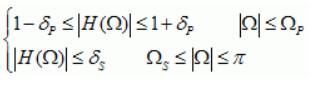 1-δ_P ≤ |H(Ω)| ≤ 1+δ_P |Ω| ≤ Ω_P
|H(Ω)| ≤ δ_S Ω_S ≤ |Ω| ≤ π